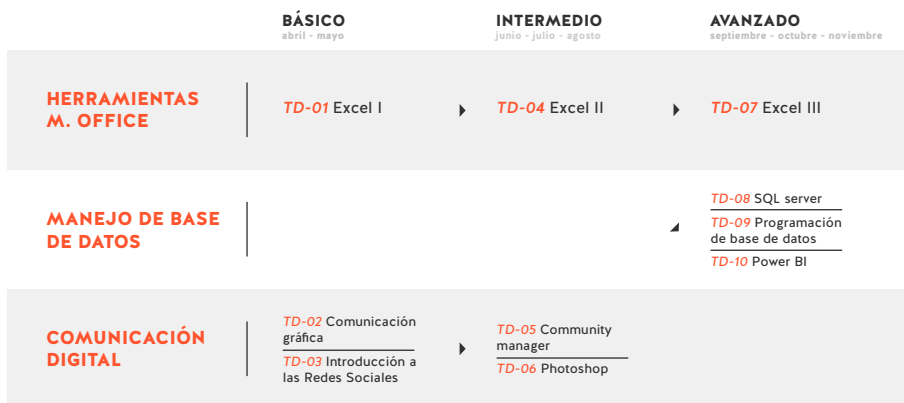 BÁSICO
abril - mayo
INTERMEDIO
junio - julio - agosto
AVANZADO
septiembre - octubre - noviembre
HERRAMIENTAS
M. OFFICE
TD-01 Excel I
TD-04 Excel II
TD-07 Excel III
MANEJO DE BASE
DE DATOS
TD-08 SQL server
TD-09 Programación
de base de datos
TD-10 Power BI
COMUNICACIÓN
DIGITAL
TD-02 Comunicación
gráfica
TD-03 Introducción a
las Redes Sociales
TD-05 Community
manager
TD-06 Photoshop